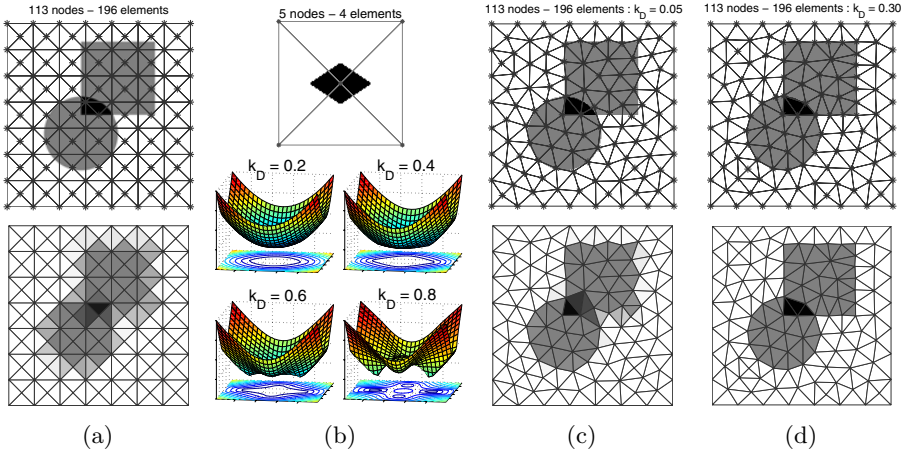 113 nodes – 196 elements
5 nodes – 4 elements
113 nodes – 196 elements : k_D = 0.05
113 nodes – 196 elements : k_D = 0.30
k_D = 0.2
k_D = 0.4
k_D = 0.6
k_D = 0.8
(a)
(b)
(c)
(d)